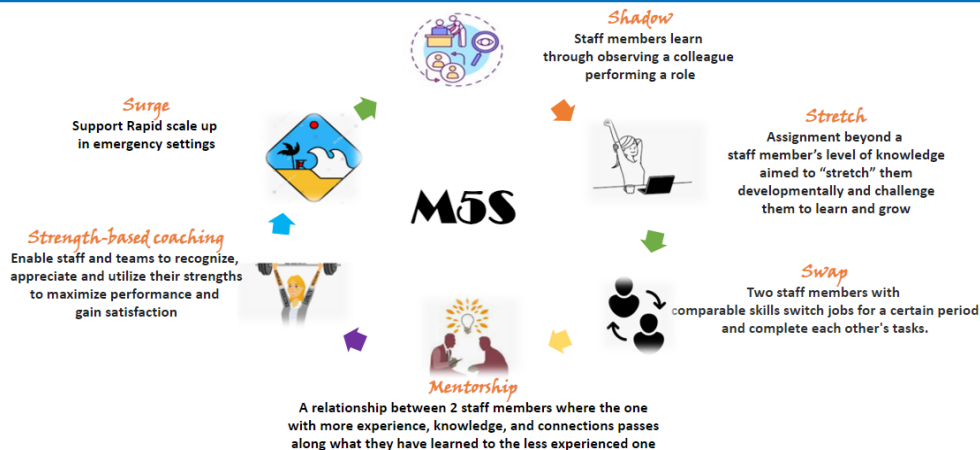 Shadow
Staff members learn
through observing a colleague
performing a role
Stretch
Assignment beyond a
staff member’s level of knowledge
aimed to “stretch” them
developmentally and challenge
them to learn and grow
Swap
Two staff members with
comparable skills switch jobs for a certain period
and complete each other's tasks.
Mentorship
A relationship between 2 staff members where the one
with more experience, knowledge, and connections passes
along what they have learned to the less experienced one
Strength-based coaching
Enable staff and teams to recognize,
appreciate and utilize their strengths
to maximize performance and
gain satisfaction
Surge
Support Rapid scale up
in emergency settings
M5S